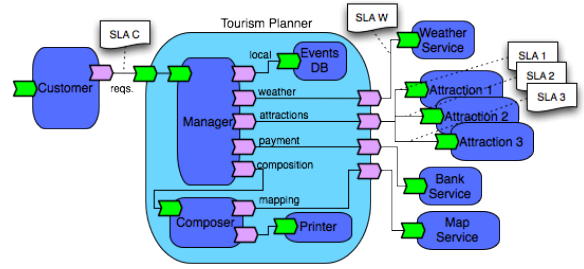 Tourism Planner
SLA C
SLA W
Weather
Service
local
Events
DB
SLA 1
SLA 2
SLA 3
Customer
reqs.
Manager
weather
attractions
payment
composition
Attraction 1
Attraction 2
Attraction 3
Bank
Service
mapping
Composer
Printer
Map
Service